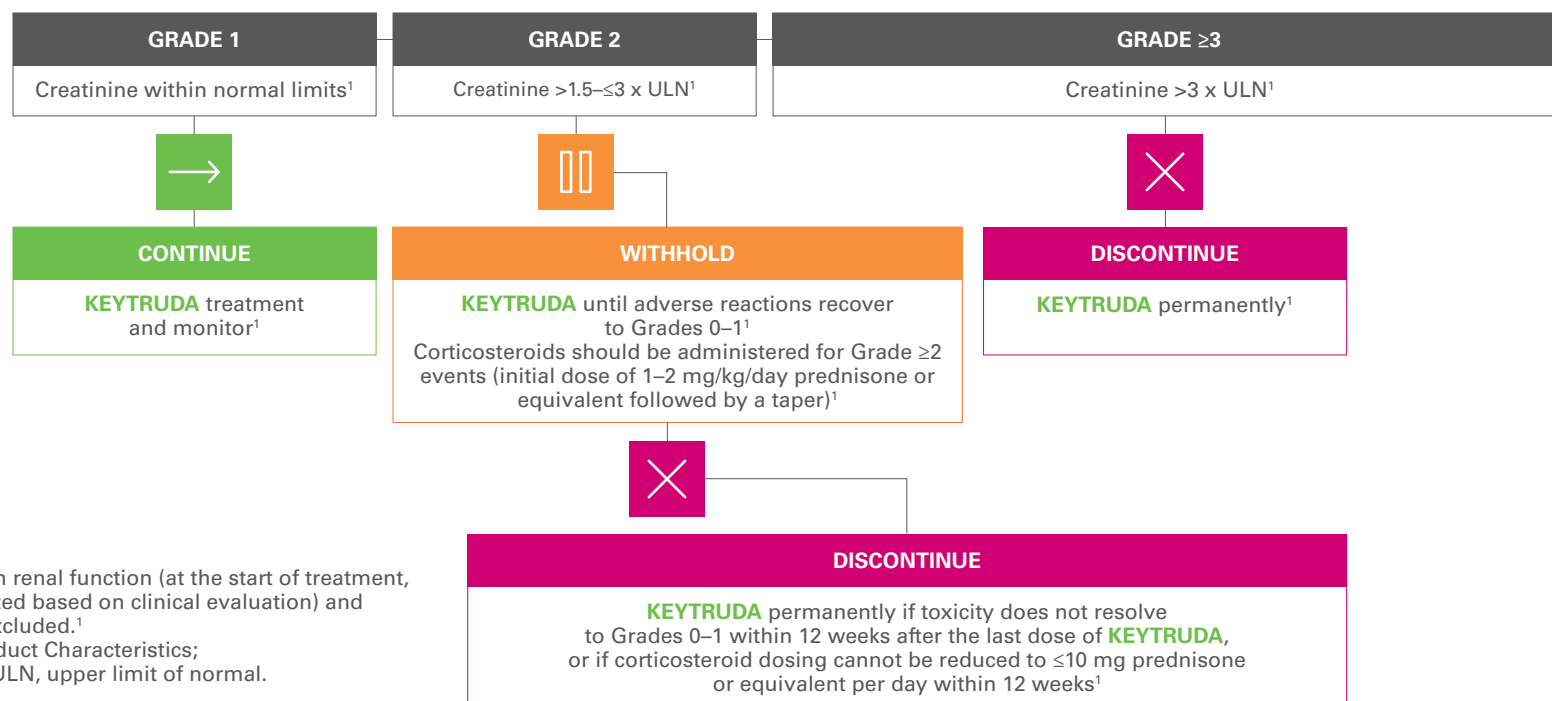 GRADE 1
Creatinine within normal limits¹
GRADE 2
Creatinine >1.5–≤3 x ULN¹
GRADE ≥3
Creatinine >3 x ULN¹
CONTINUE
KEYTRUDA treatment
and monitor¹
WITHHOLD
KEYTRUDA until adverse reactions recover
to Grades 0–1¹
Corticosteroids should be administered for Grade ≥2
events (initial dose of 1–2 mg/kg/day prednisone or
equivalent followed by a taper)¹
DISCONTINUE
KEYTRUDA permanently¹
DISCONTINUE
KEYTRUDA permanently if toxicity does not resolve
to Grades 0–1 within 12 weeks after the last dose of KEYTRUDA,
or if corticosteroid dosing cannot be reduced to ≤10 mg prednisone
or equivalent per day within 12 weeks¹
renal function (at the start of treatment,
based on clinical evaluation) and
Product Characteristics;
ULN, upper limit of normal.